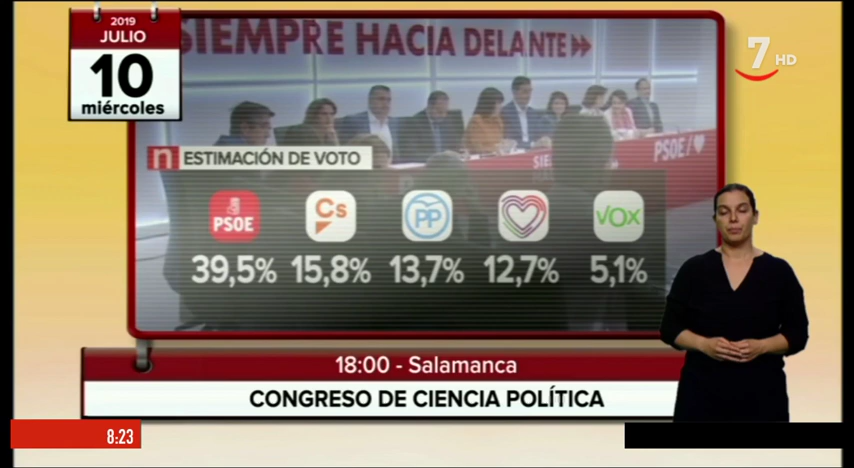 2019
JULIO
10
miércoles
SIEMPRE HACIA DELANTE
7 HD
n ESTIMACIÓN DE VOTO
PSOE/
SIE
PSOE Cs PP VOX
39,5% 15,8% 13,7% 12,7% 5,1%
18:00 - Salamanca
CONGRESO DE CIENCIA POLÍTICA
8:23